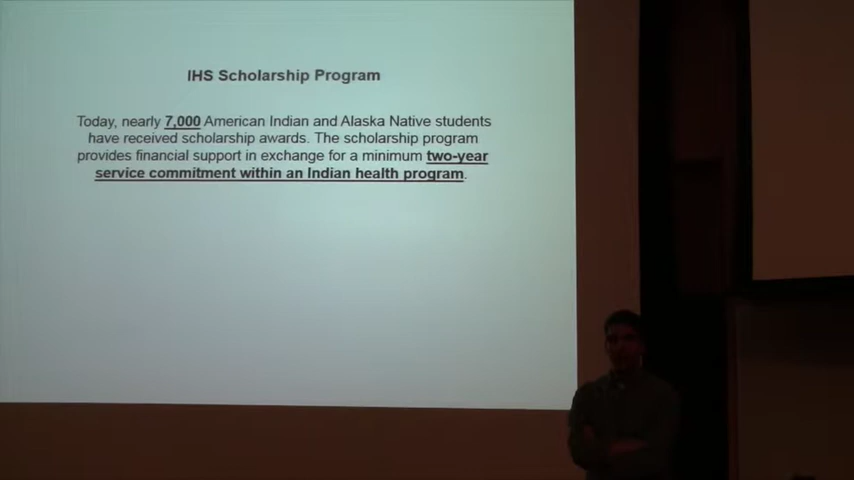 IHS Scholarship Program
Today, nearly 7,000 American Indian and Alaska Native students
have received scholarship awards. The scholarship program
provides financial support in exchange for a minimum two-year
service commitment within an Indian health program.